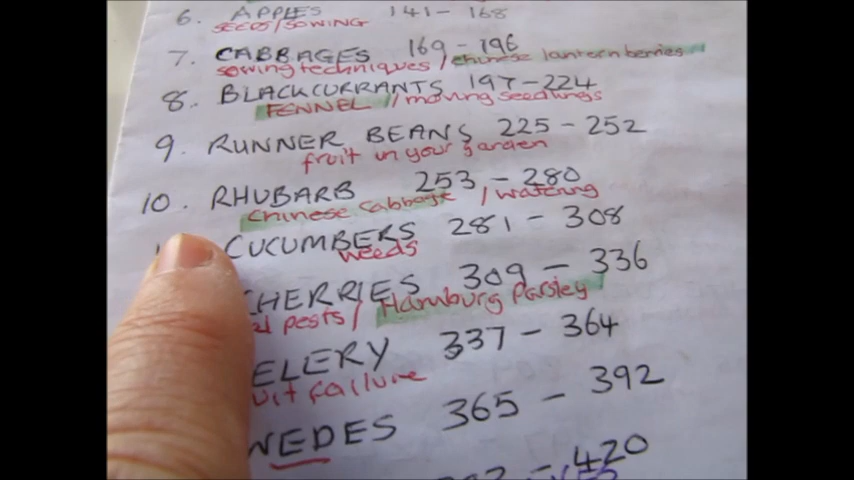 6. APPLES 141 - 168
SEEDS/SOWING
7. CABBAGES 169 - 196
sowing techniques / chinese lantern berries
8. BLACKCURRANTS 197 - 224
FENNEL / moving seedlings
9. RUNNER BEANS 225 - 252
fruit in your garden
10. RHUBARB 253 - 280
Chinese Cabbage / watering
CUCUMBERS 281 - 308
weeds
CHERRIES 309 - 336
pests / Hamburg Parsley
ELERY 337 - 364
uit failure
365 - 392
WEDES
- 420